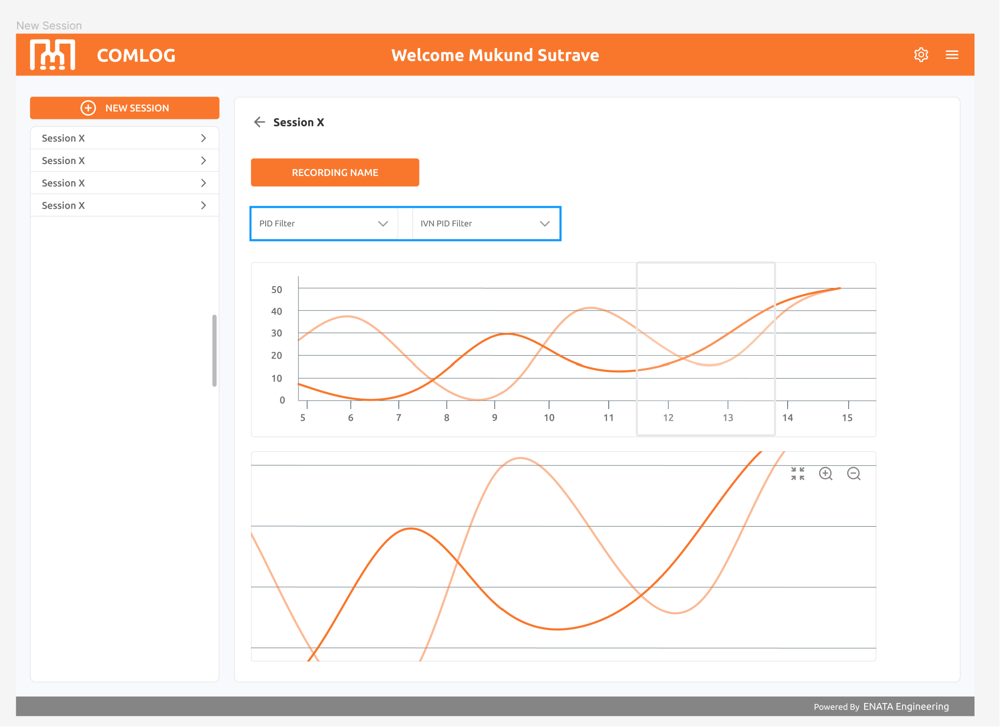 New Session
COMLOG
Welcome Mukund Sutrave
NEW SESSION
Session X
Session X
Session X
Session X
Session X
RECORDING NAME
PID Filter
IVN PID Filter
50
40
30
20
10
0
5 6 7 8 9 10 11 12 13 14 15
Powered By ENATA Engineering